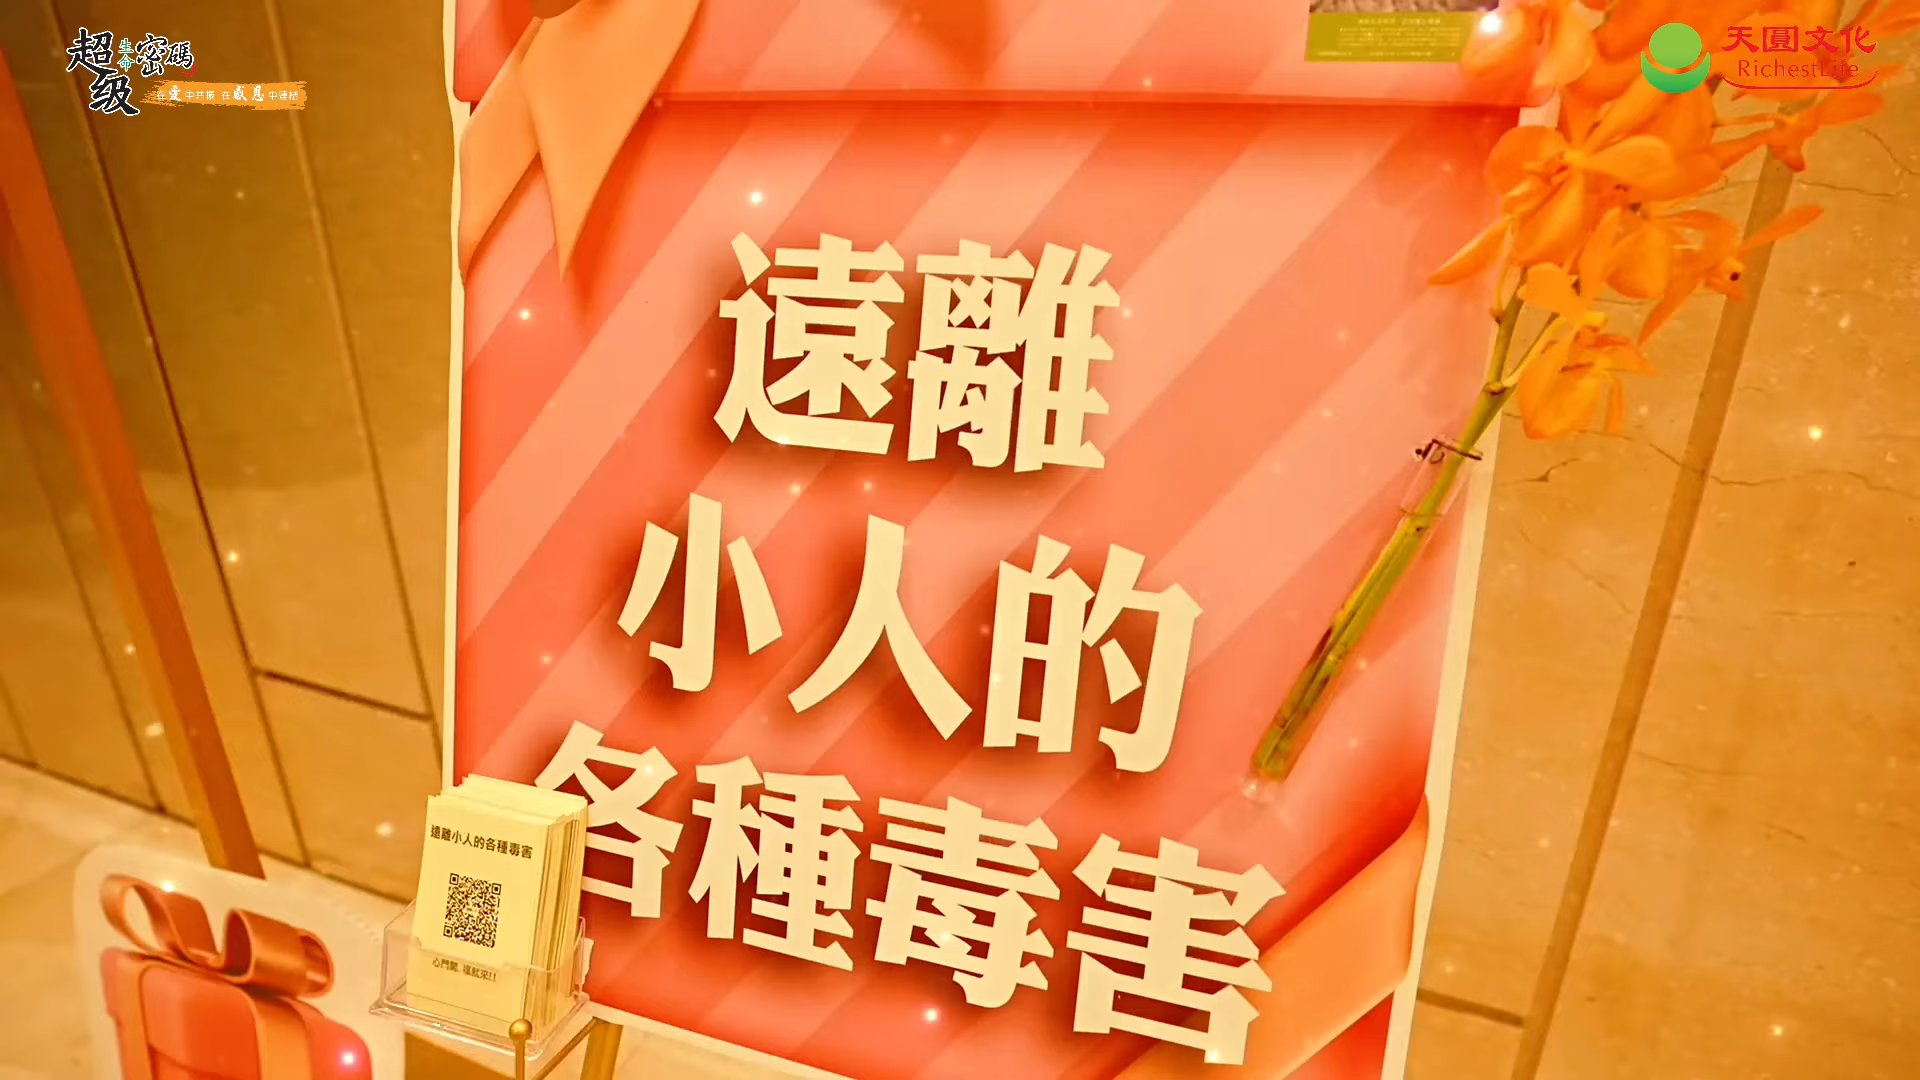 超级生命密碼
在愛中共振 在感恩中連結
天圓文化
RichestLife
遠離
小人的
各種毒害
遠離小人的各種毒害
心門開 福就來!!